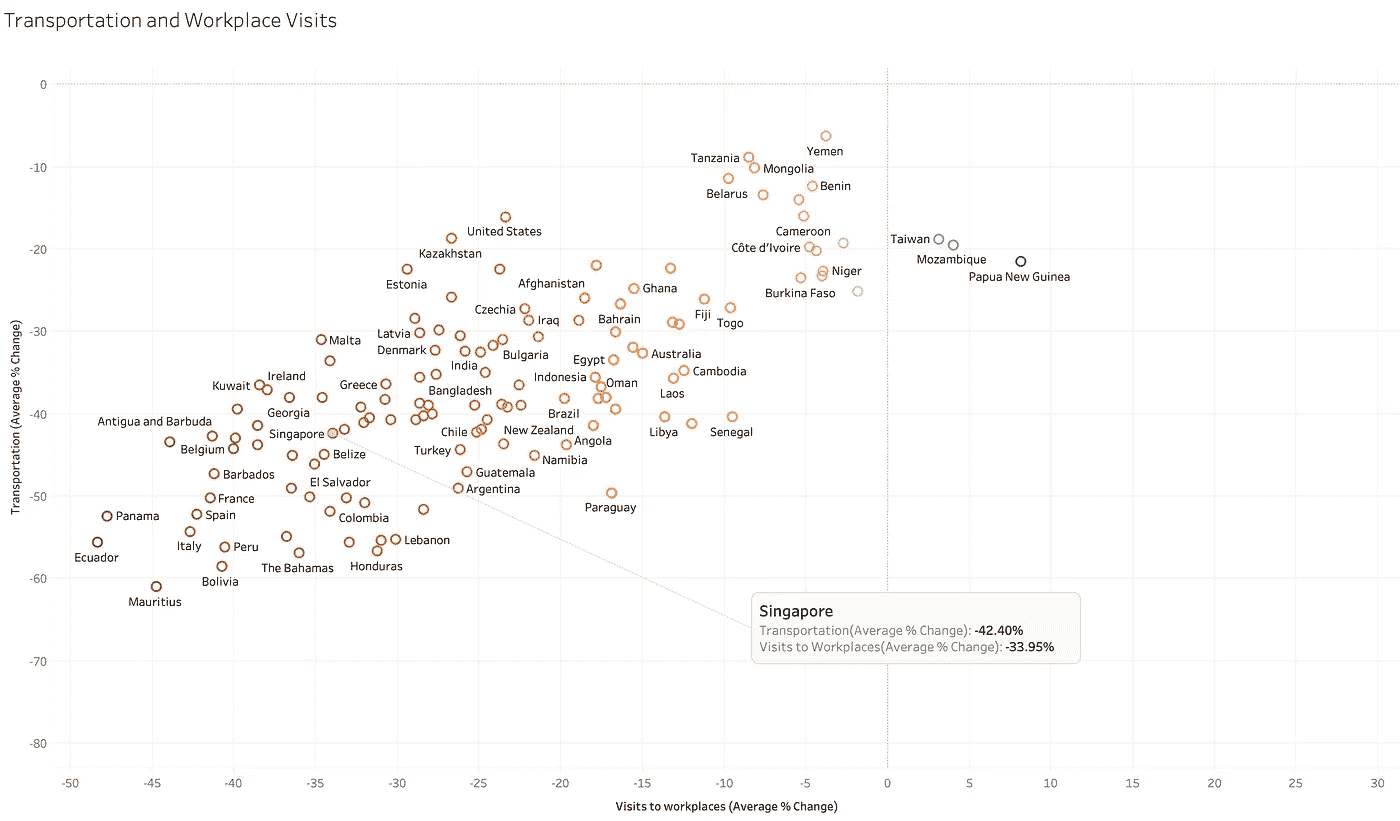 Transportation and Workplace Visits
0
Yemen
Tanzania
-10
Mongolia
Benin
Belarus
United States
Cameroon
Taiwan
Côte d'Ivoire
-20
Kazakhstan
Mozambique
Niger
Papua New Guinea
Estonia
Afghanistan
Ghana
Burkina Faso
Czechia
Fiji
Iraq
Bahrain
Togo
-30
Latvia
Malta
Denmark
Bulgaria
Australia
Egypt
India
Cambodia
Ireland
Indonesia
Oman
Kuwait
Greece
Bangladesh
Laos
Georgia
Brazil
-40
Antigua and Barbuda
New Zealand
Chile
Libya
Senegal
Singapore
Angola
Belgium
Turkey
Belize
Namibia
Barbados
Guatemala
El Salvador
Argentina
-50
France
Paraguay
Spain
Panama
Colombia
Lebanon
Italy
Peru
Ecuador
The Bahamas
Honduras
-60
Bolivia
Mauritius
Singapore
Transportation(Average % Change): -42.40%
Visits to Workplaces(Average % Change): -33.95%
-70
-80
Transportation (Average % Change)
-50 -45 -40 -35 -30 -25 -20 -15 -10 -5 0 5 10 15 20 25 30
Visits to workplaces (Average % Change)